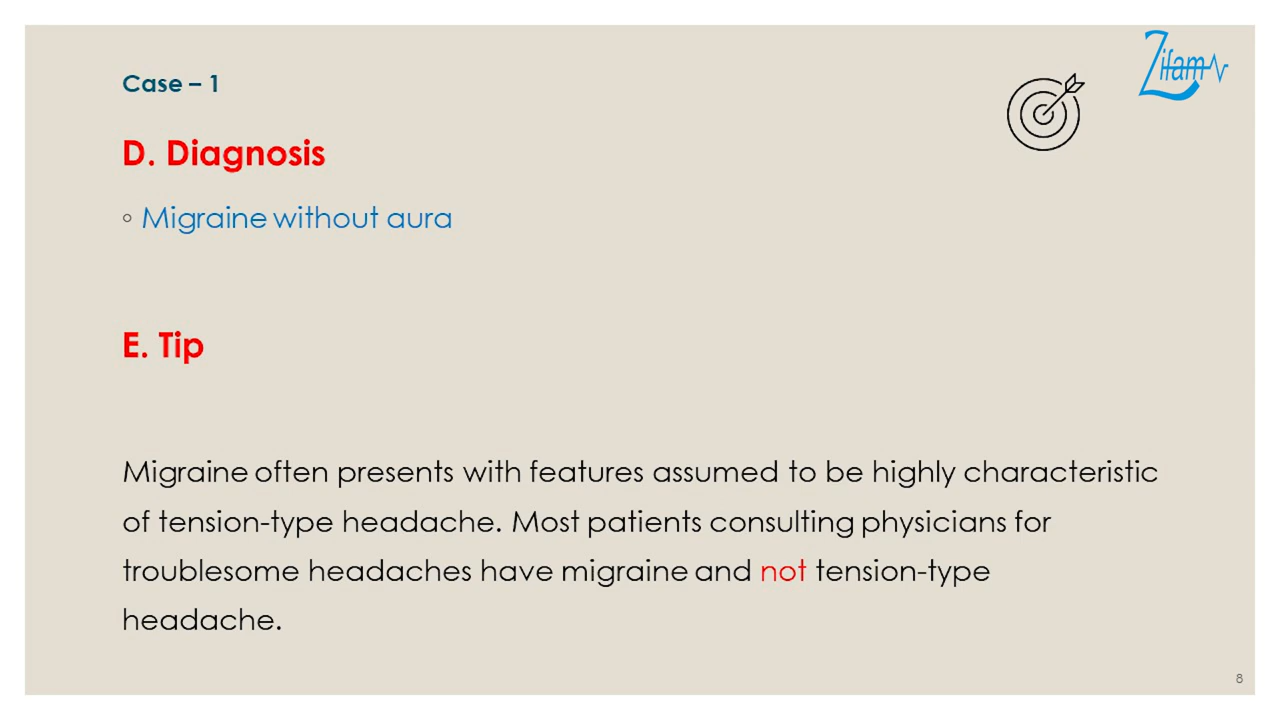 Zifam
Case – 1
D. Diagnosis
◦ Migraine without aura
E. Tip
Migraine often presents with features assumed to be highly characteristic
of tension-type headache. Most patients consulting physicians for
troublesome headaches have migraine and not tension-type
headache.
8